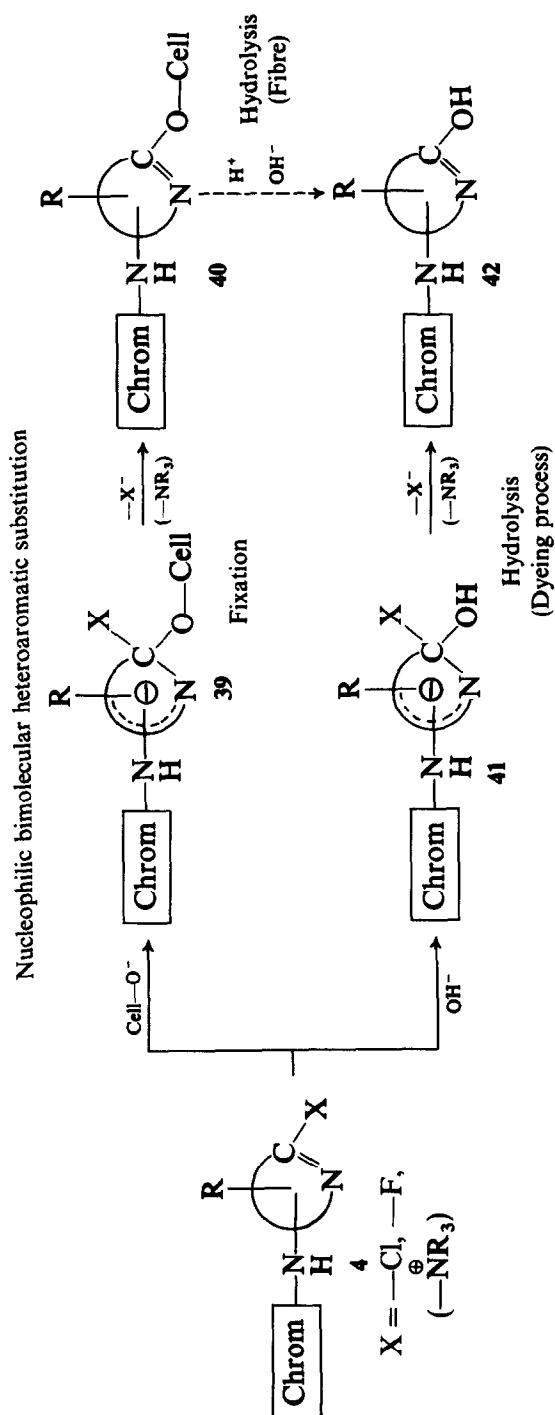 Nucleophilic bimolecular heteroaromatic substitution
Chrom
N
H
R
N
C
X
4
X = —Cl, —F,
⊕
(—NR₃)
Cell—O⁻
Chrom
N
H
R
⊖
N
C
X
O—Cell
39
Fixation
—X⁻
(—NR₃)
Chrom
N
H
R
N
C
O—Cell
40
H⁺
OH⁻
Hydrolysis
(Fibre)
OH⁻
Chrom
N
H
R
⊖
N
C
X
OH
41
—X⁻
(—NR₃)
Hydrolysis
(Dyeing process)
Chrom
N
H
R
N
C
OH
42